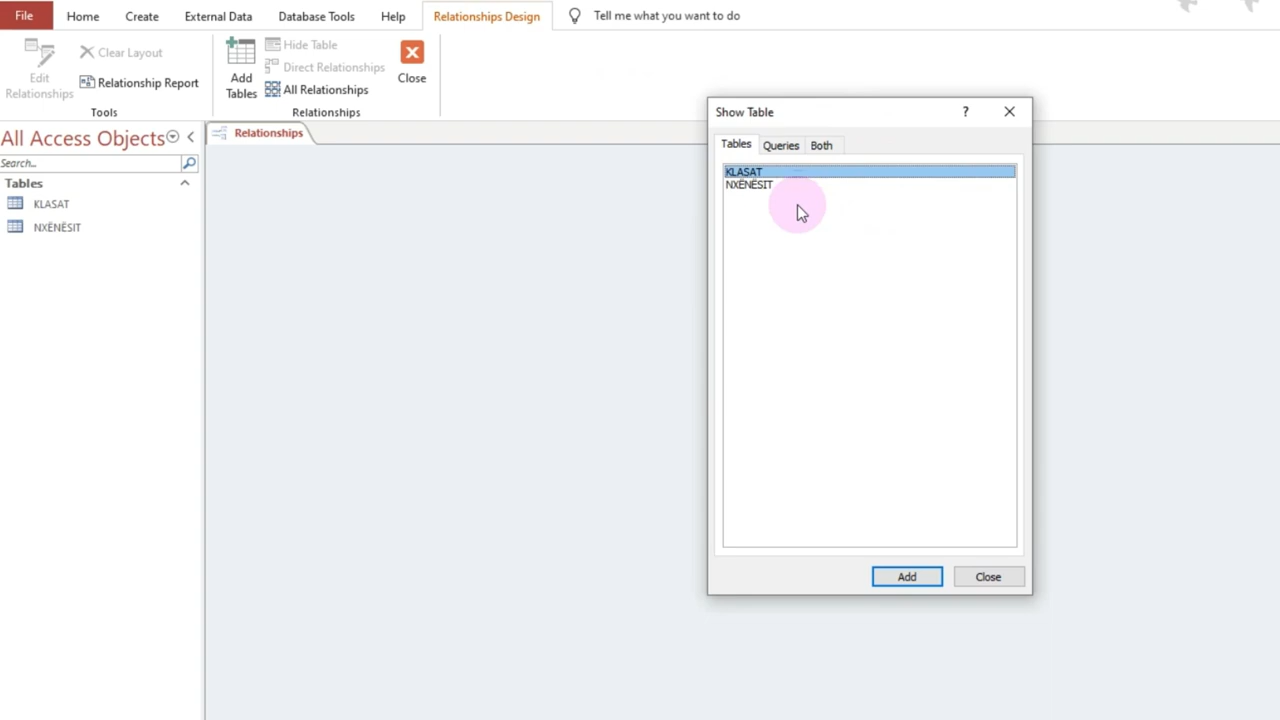 File Home Create External Data Database Tools Help Relationships Design Tell me what you want to do
Edit Relationships
Clear Layout
Relationship Report
Tools
Add Tables
Hide Table
Direct Relationships
All Relationships
Close
Relationships
All Access Objects
Search...
Tables
KLASAT
NXËNËSIT
Relationships
Show Table ?
Tables Queries Both
KLASAT
NXËNËSIT
Add Close